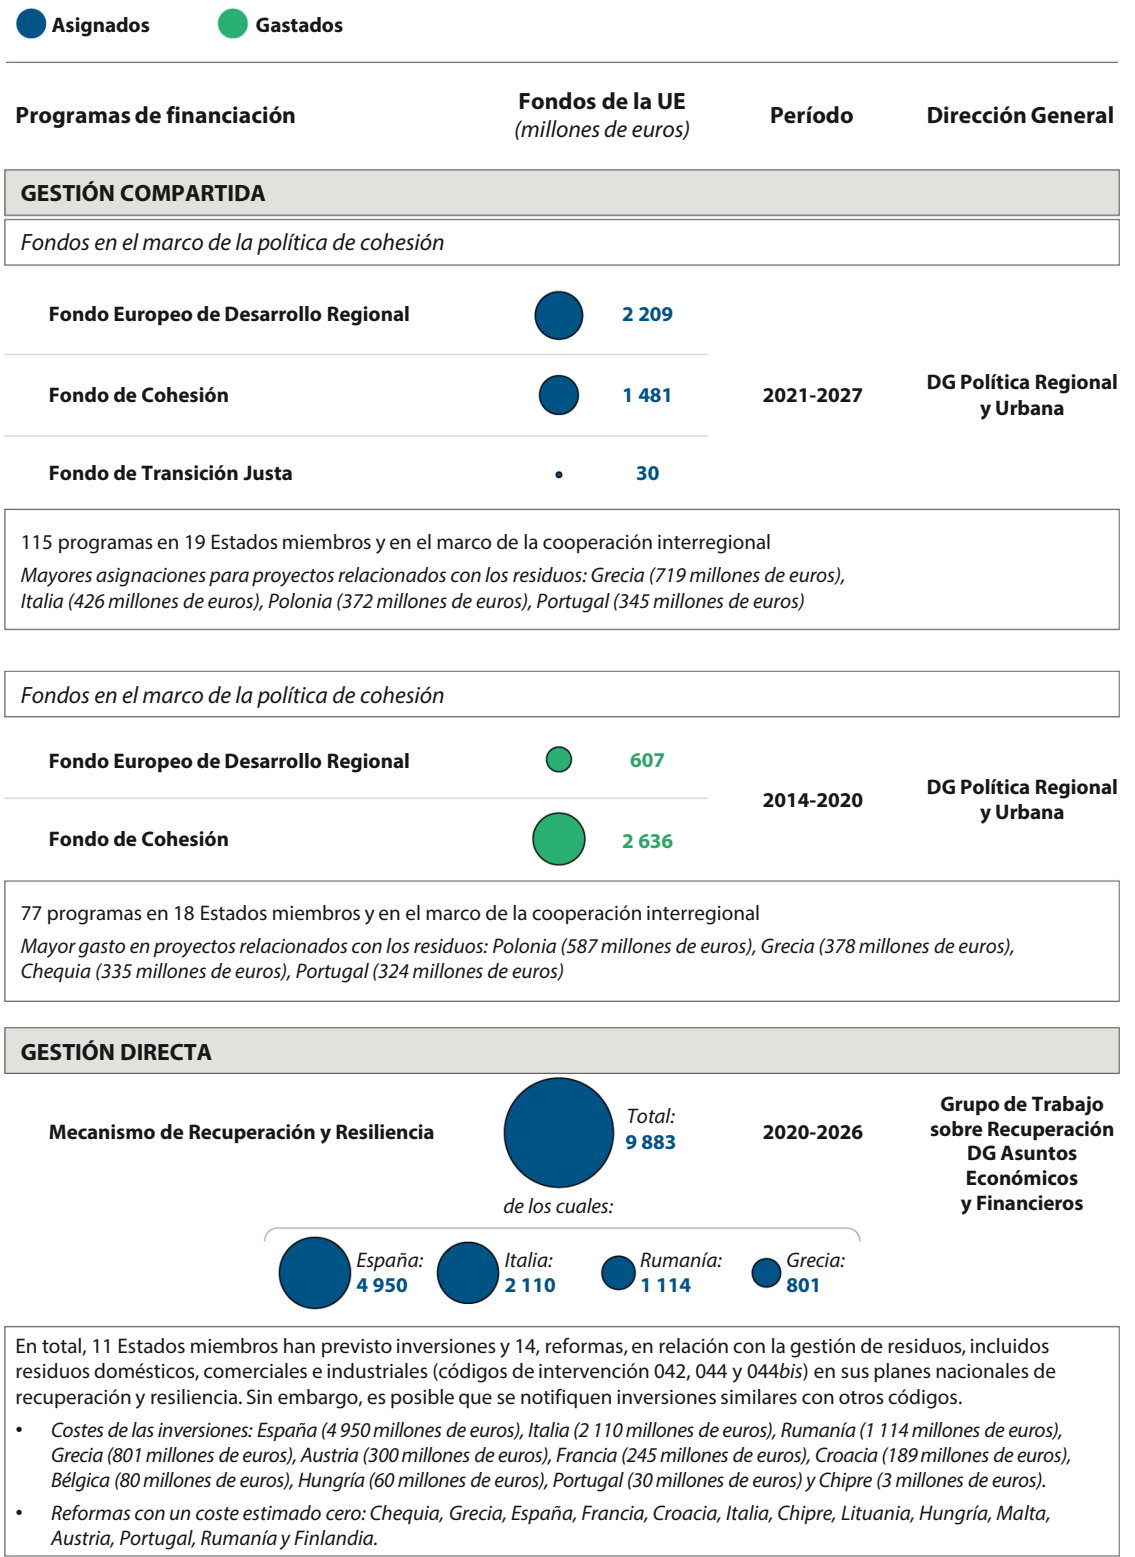 Asignados
Gastados
Programas de financiación
Fondos de la UE
(millones de euros)
Período
Dirección General
GESTIÓN COMPARTIDA
Fondos en el marco de la política de cohesión
Fondo Europeo de Desarrollo Regional
2 209
Fondo de Cohesión
1 481
2021-2027
DG Política Regional
y Urbana
Fondo de Transición Justa
30
115 programas en 19 Estados miembros y en el marco de la cooperación interregional
Mayores asignaciones para proyectos relacionados con los residuos: Grecia (719 millones de euros),
Italia (426 millones de euros), Polonia (372 millones de euros), Portugal (345 millones de euros)
Fondos en el marco de la política de cohesión
Fondo Europeo de Desarrollo Regional
607
2014-2020
DG Política Regional
y Urbana
Fondo de Cohesión
2 636
77 programas en 18 Estados miembros y en el marco de la cooperación interregional
Mayor gasto en proyectos relacionados con los residuos: Polonia (587 millones de euros), Grecia (378 millones de euros),
Chequia (335 millones de euros), Portugal (324 millones de euros)
GESTIÓN DIRECTA
Mecanismo de Recuperación y Resiliencia
Total:
9 883
2020-2026
Grupo de Trabajo
sobre Recuperación
DG Asuntos
Económicos
y Financieros
de los cuales:
España:
4 950
Italia:
2 110
Rumanía:
1 114
Grecia:
801
En total, 11 Estados miembros han previsto inversiones y 14, reformas, en relación con la gestión de residuos, incluidos
residuos domésticos, comerciales e industriales (códigos de intervención 042, 044 y 044bis) en sus planes nacionales de
recuperación y resiliencia. Sin embargo, es posible que se notifiquen inversiones similares con otros códigos.
• Costes de las inversiones: España (4 950 millones de euros), Italia (2 110 millones de euros), Rumanía (1 114 millones de euros),
Grecia (801 millones de euros), Austria (300 millones de euros), Francia (245 millones de euros), Croacia (189 millones de euros),
Bélgica (80 millones de euros), Hungría (60 millones de euros), Portugal (30 millones de euros) y Chipre (3 millones de euros).
• Reformas con un coste estimado cero: Chequia, Grecia, España, Francia, Croacia, Italia, Chipre, Lituania, Hungría, Malta,
Austria, Portugal, Rumanía y Finlandia.